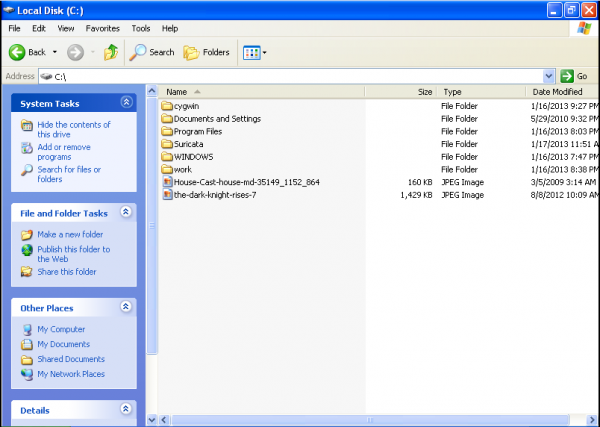 Local Disk (C:)
File Edit View Favorites Tools Help
Back Search Folders
Address C:\ Go
System Tasks
Hide the contents of
this drive
Add or remove
programs
Search for files or
folders
File and Folder Tasks
Make a new folder
Publish this folder to
the Web
Share this folder
Other Places
My Computer
My Documents
Shared Documents
My Network Places
Details
Name Size Type Date Modified
cygwin File Folder 1/16/2013 9:27 PM
Documents and Settings File Folder 5/29/2010 9:32 PM
Program Files File Folder 1/16/2013 8:03 PM
Suricata File Folder 1/17/2013 11:51 A
WINDOWS File Folder 1/16/2013 7:47 PM
work File Folder 1/16/2013 8:38 PM
House-Cast-house-md-35149_1152_864 160 KB JPEG Image 3/5/2009 3:14 AM
the-dark-knight-rises-7 1,429 KB JPEG Image 8/8/2012 10:09 AM